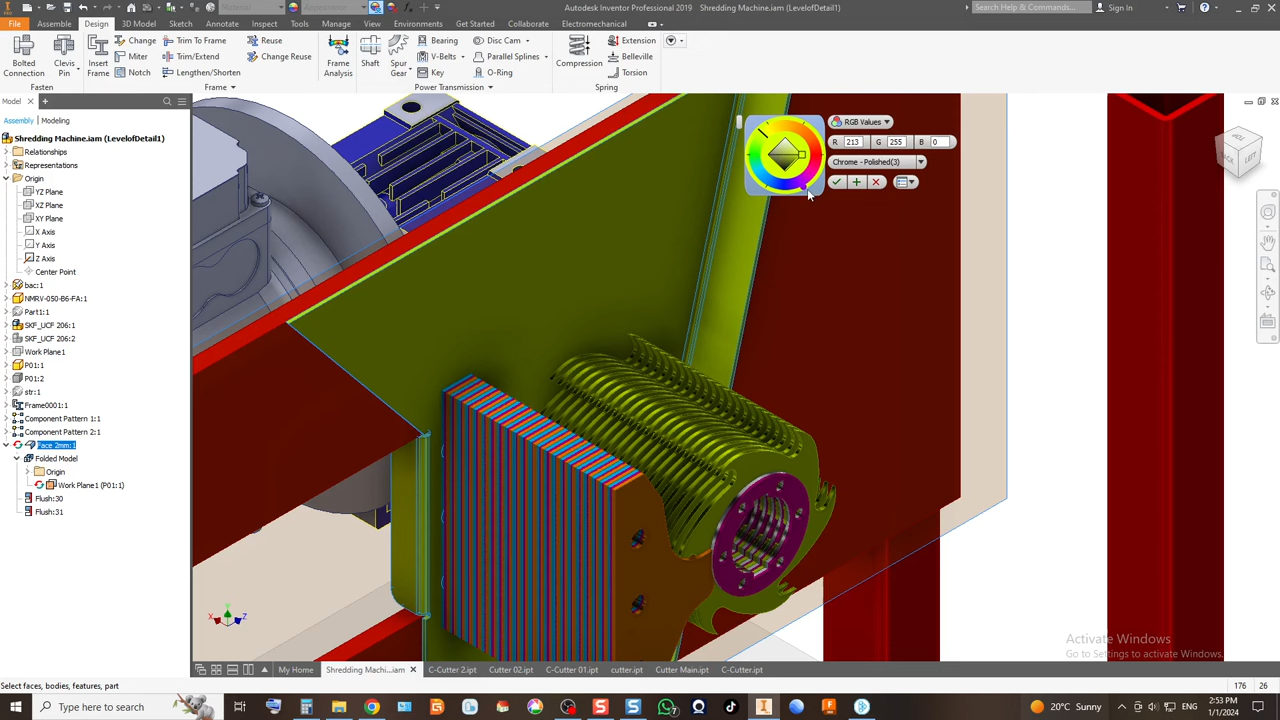 Material
Appearance
Autodesk Inventor Professional 2019   Shredding Machine.iam (LevelofDetail1)
Search Help & Commands...
Sign In
File
Assemble
Design
3D Model
Sketch
Annotate
Inspect
Tools
Manage
View
Environments
Get Started
Collaborate
Electromechanical
Bolted Connection
Clevis Pin
Insert Frame
Change
Miter
Notch
Trim To Frame
Trim/Extend
Lengthen/Shorten
Reuse
Change Reuse
Frame Analysis
Shaft
Spur Gear
Bearing
V-Belts
Key
Disc Cam
Parallel Splines
O-Ring
Compression
Extension
Belleville
Torsion
Fasten
Frame
Power Transmission
Spring
Model
Assembly
Modeling
Shredding Machine.iam (LevelofDetail1)
Relationships
Representations
Origin
YZ Plane
XZ Plane
XY Plane
X Axis
Y Axis
Z Axis
Center Point
bac:1
NMRV-050-B6-FA:1
Part1:1
SKF_UCF 206:1
SKF_UCF 206:2
Work Plane1
P01:1
P01:2
str:1
Frame0001:1
Component Pattern 1:1
Component Pattern 2:1
Face 2mm:1
Folded Model
Origin
Work Plane1 (P01:1)
Flush:30
Flush:31
RGB Values
R 213 G 255 B 0
Chrome - Polished(3)
BACK
LEFT
X
Y
Z
Activate Windows
Go to Settings to activate Windows.
My Home
Shredding Machi...iam
C-Cutter 2.ipt
Cutter 02.ipt
C-Cutter 01.ipt
cutter.ipt
Cutter Main.ipt
C-Cutter.ipt
Select faces, bodies, features, part
176
26
Type here to search
7
20°C Sunny
ENG
2:53 PM
1/1/2024